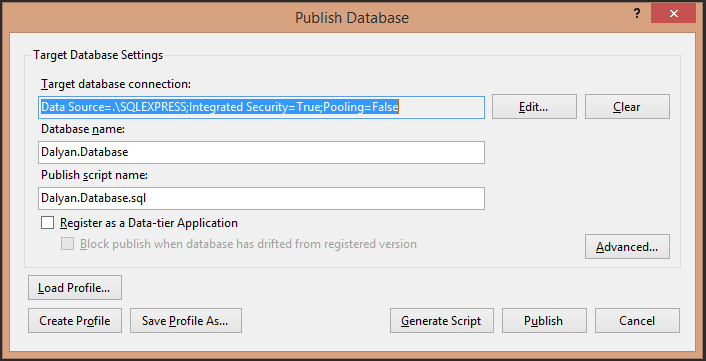 Publish Database
?
Target Database Settings
Target database connection:
Data Source=.\SQLEXPRESS;Integrated Security=True;Pooling=False
Edit...
Clear
Database name:
Dalyan.Database
Publish script name:
Dalyan.Database.sql
Register as a Data-tier Application
Block publish when database has drifted from registered version
Advanced...
Load Profile...
Create Profile
Save Profile As...
Generate Script
Publish
Cancel